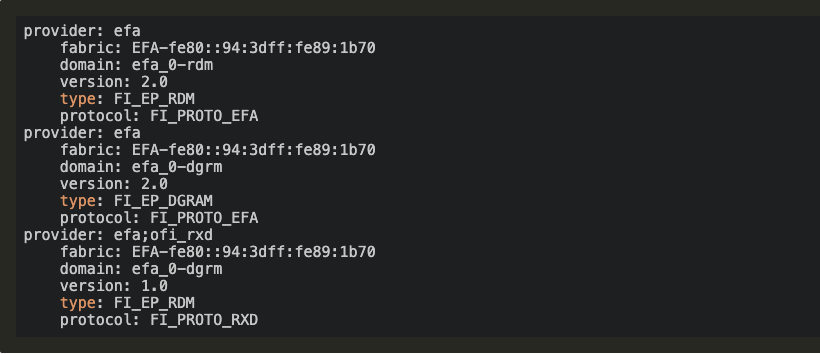 provider: efa
    fabric: EFA-fe80::94:3dff:fe89:1b70
    domain: efa_0-rdm
    version: 2.0
    type: FI_EP_RDM
    protocol: FI_PROTO_EFA
provider: efa
    fabric: EFA-fe80::94:3dff:fe89:1b70
    domain: efa_0-dgrm
    version: 2.0
    type: FI_EP_DGRAM
    protocol: FI_PROTO_EFA
provider: efa;ofi_rxd
    fabric: EFA-fe80::94:3dff:fe89:1b70
    domain: efa_0-dgrm
    version: 1.0
    type: FI_EP_RDM
    protocol: FI_PROTO_RXD